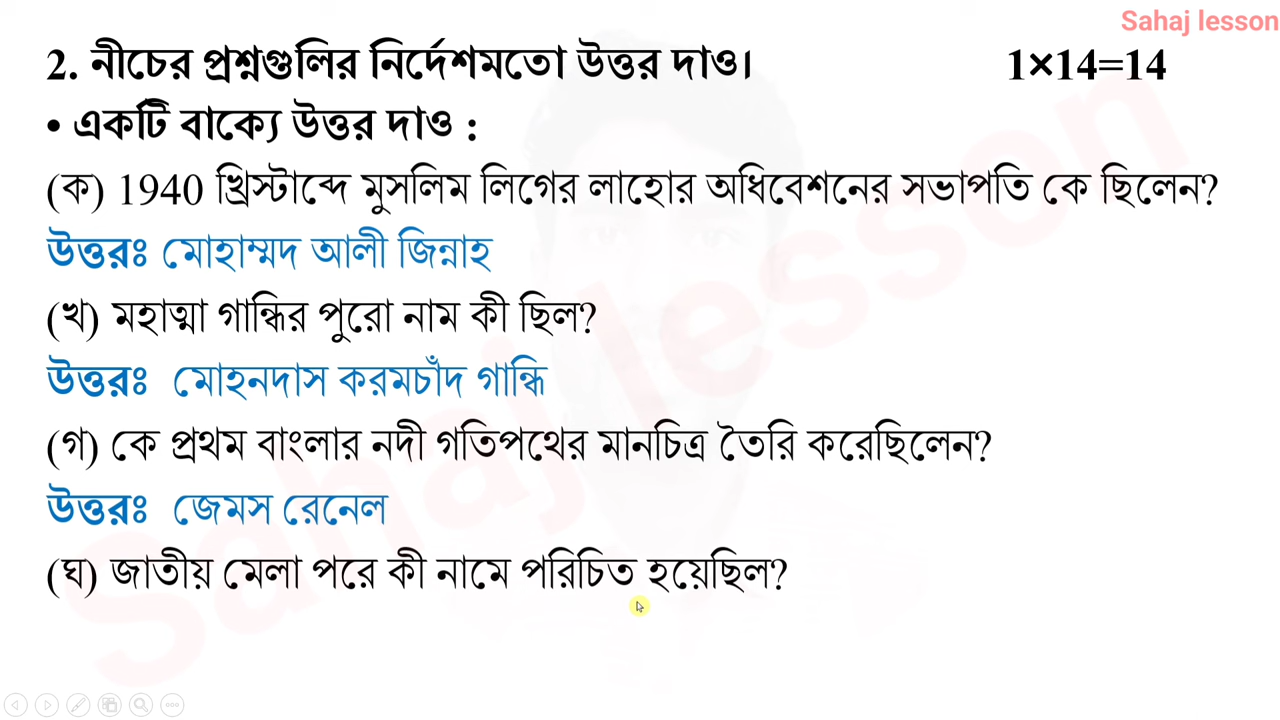 Sahaj lesson
2. নীচের প্রশ্নগুলির নির্দেশমতো উত্তর দাও। 1×14=14
• একটি বাক্যে উত্তর দাও :
(ক) 1940 খ্রিস্টাব্দে মুসলিম লিগের লাহোর অধিবেশনের সভাপতি কে ছিলেন?
উত্তরঃ মোহাম্মদ আলী জিন্নাহ
(খ) মহাত্মা গান্ধির পুরো নাম কী ছিল?
উত্তরঃ মোহনদাস করমচাঁদ গান্ধি
(গ) কে প্রথম বাংলার নদী গতিপথের মানচিত্র তৈরি করেছিলেন?
উত্তরঃ জেমস রেনেল
(ঘ) জাতীয় মেলা পরে কী নামে পরিচিত হয়েছিল?
Sahaj lesson